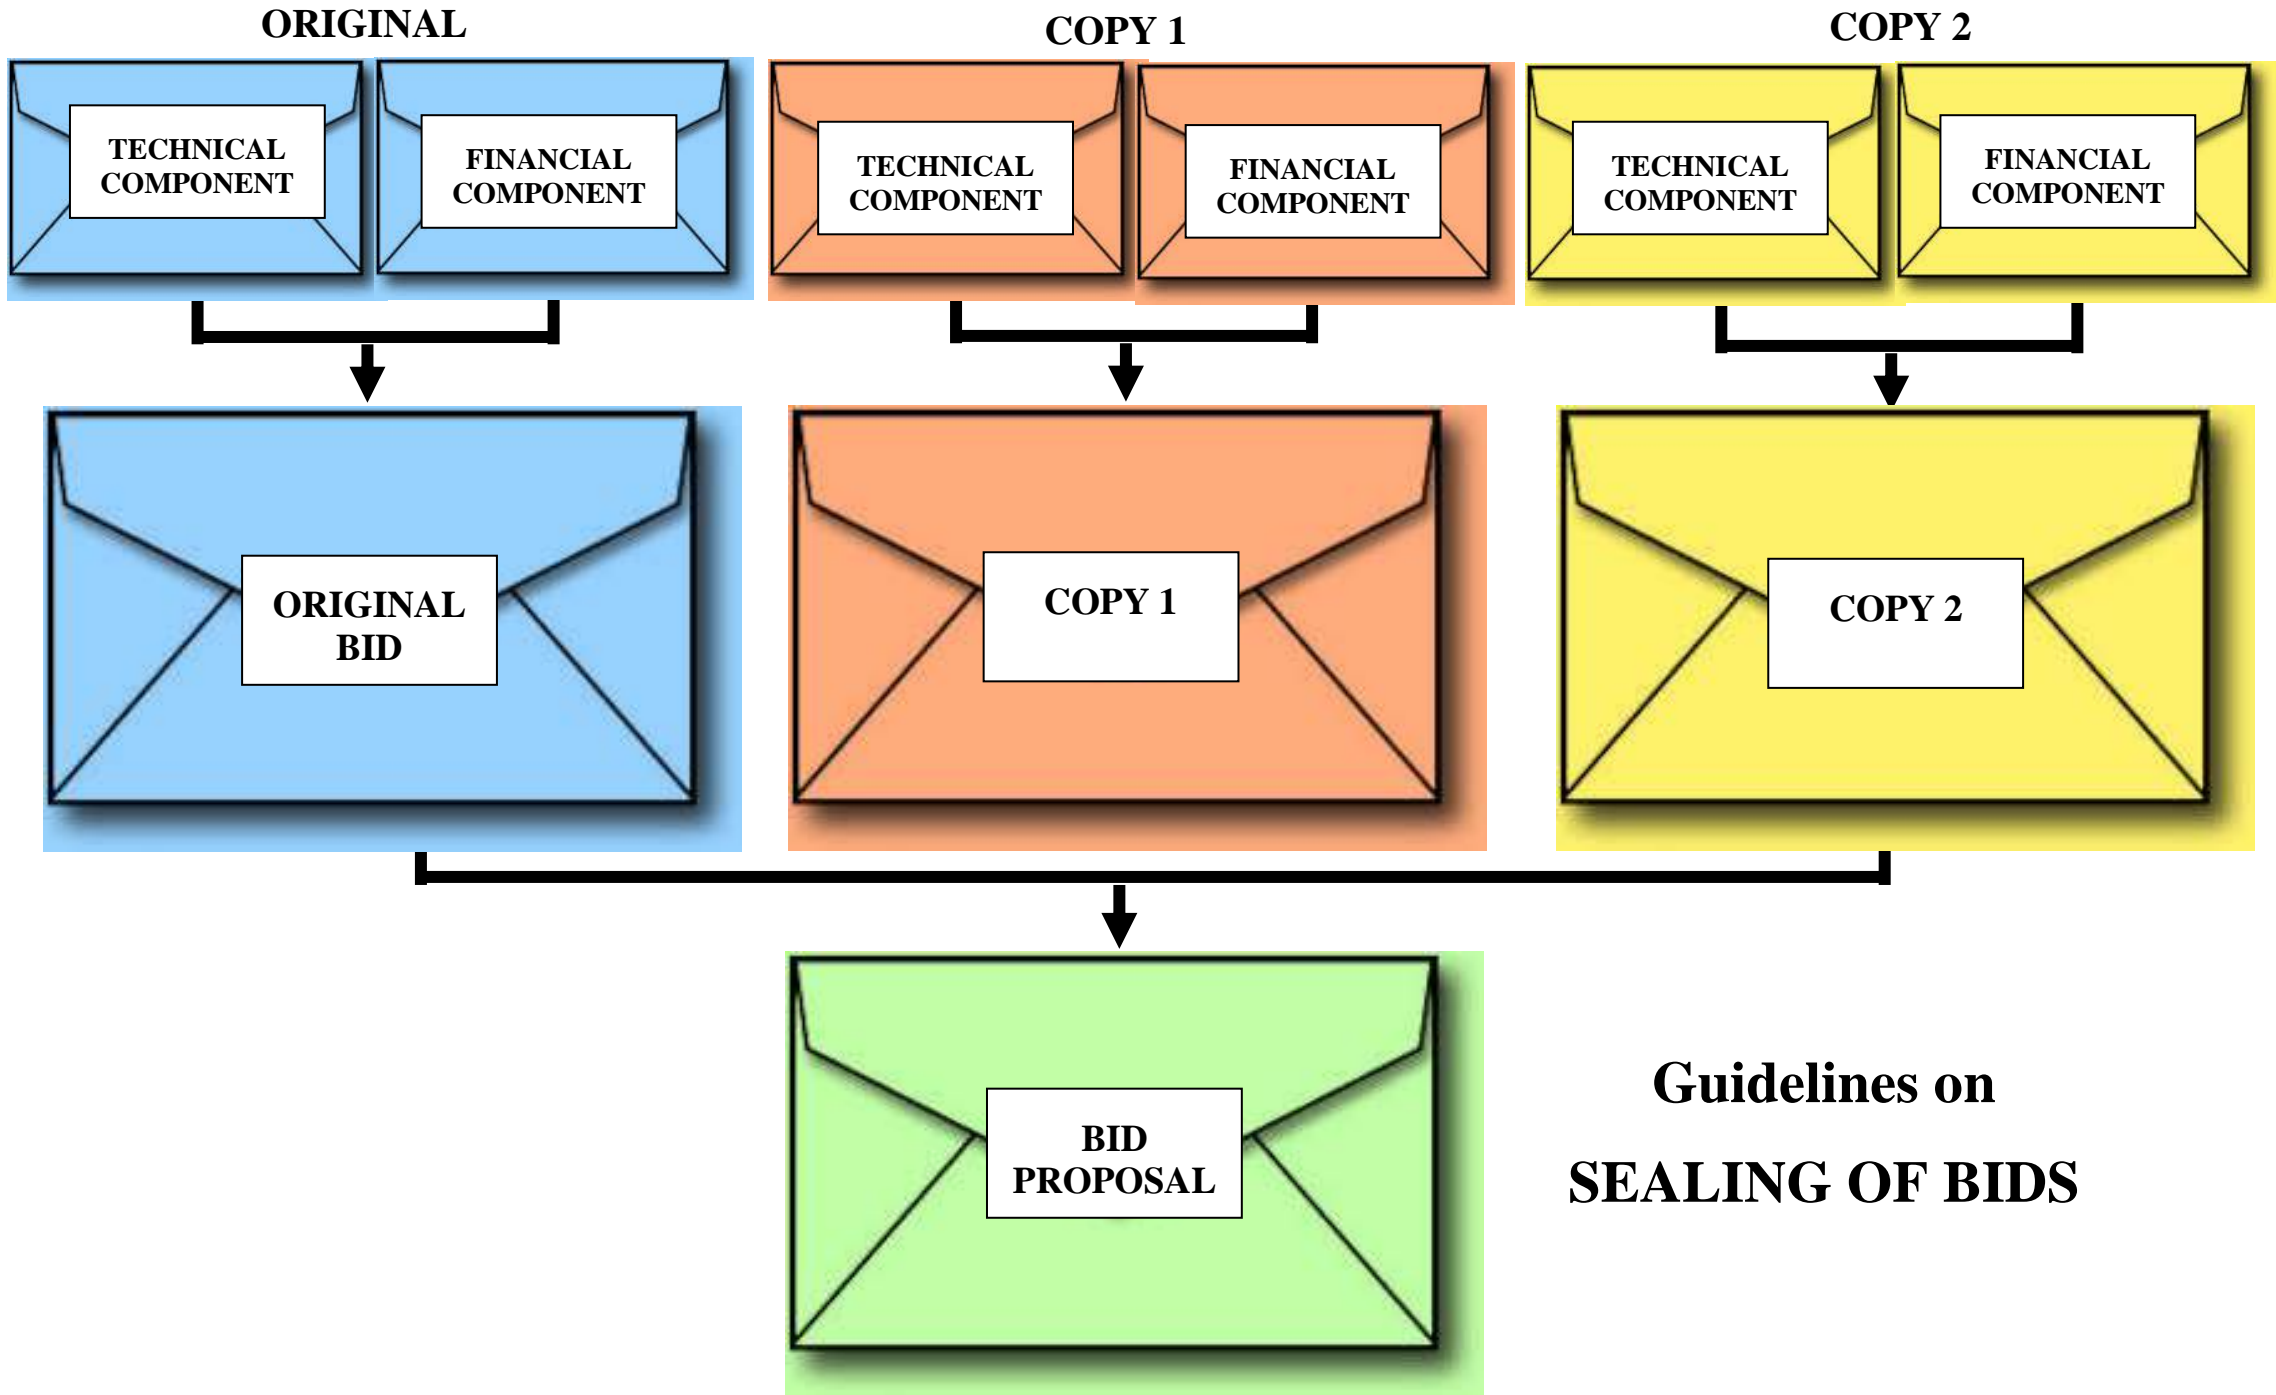 ORIGINAL
COPY 1
COPY 2
TECHNICAL
COMPONENT
FINANCIAL
COMPONENT
TECHNICAL
COMPONENT
FINANCIAL
COMPONENT
TECHNICAL
COMPONENT
FINANCIAL
COMPONENT
ORIGINAL
BID
COPY 1
COPY 2
BID
PROPOSAL
Guidelines on
SEALING OF BIDS